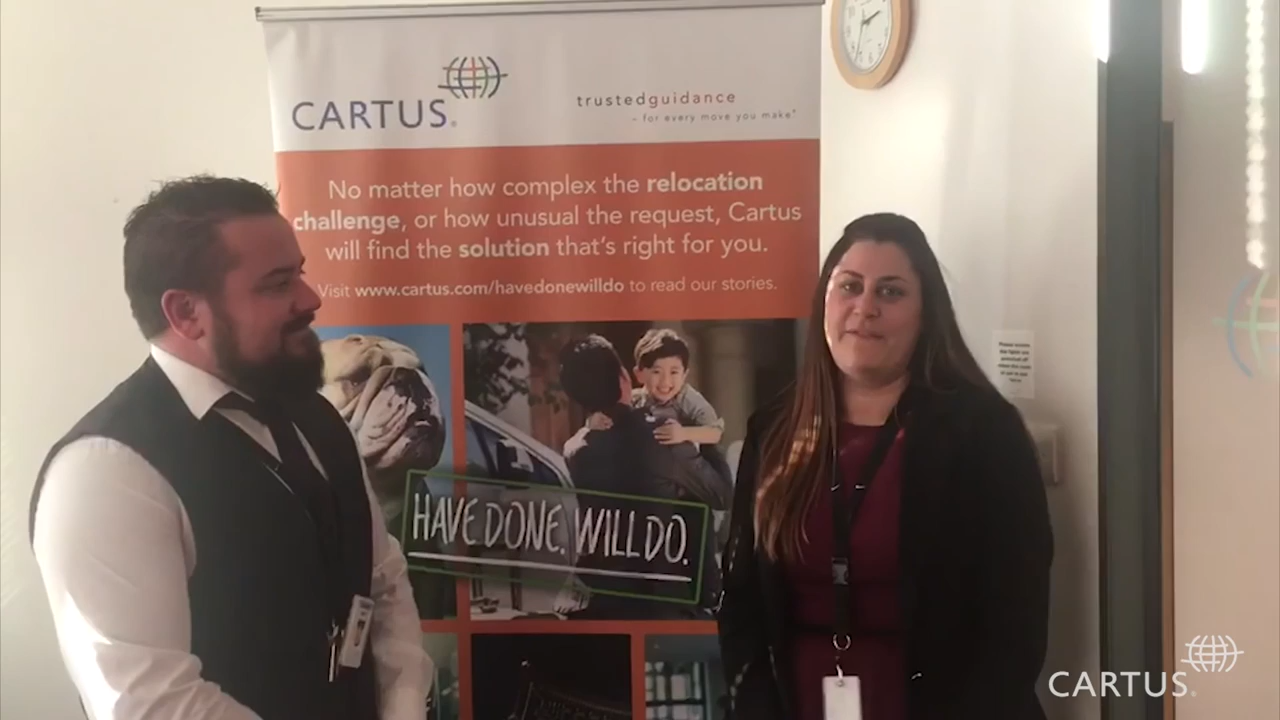 CARTUS
trustedguidance
– for every move you make
No matter how complex the relocation
challenge, or how unusual the request, Cartus
will find the solution that's right for you.
Visit www.cartus.com/havedonewilldo to read our stories.
HAVE DONE. WILL DO.
CARTUS